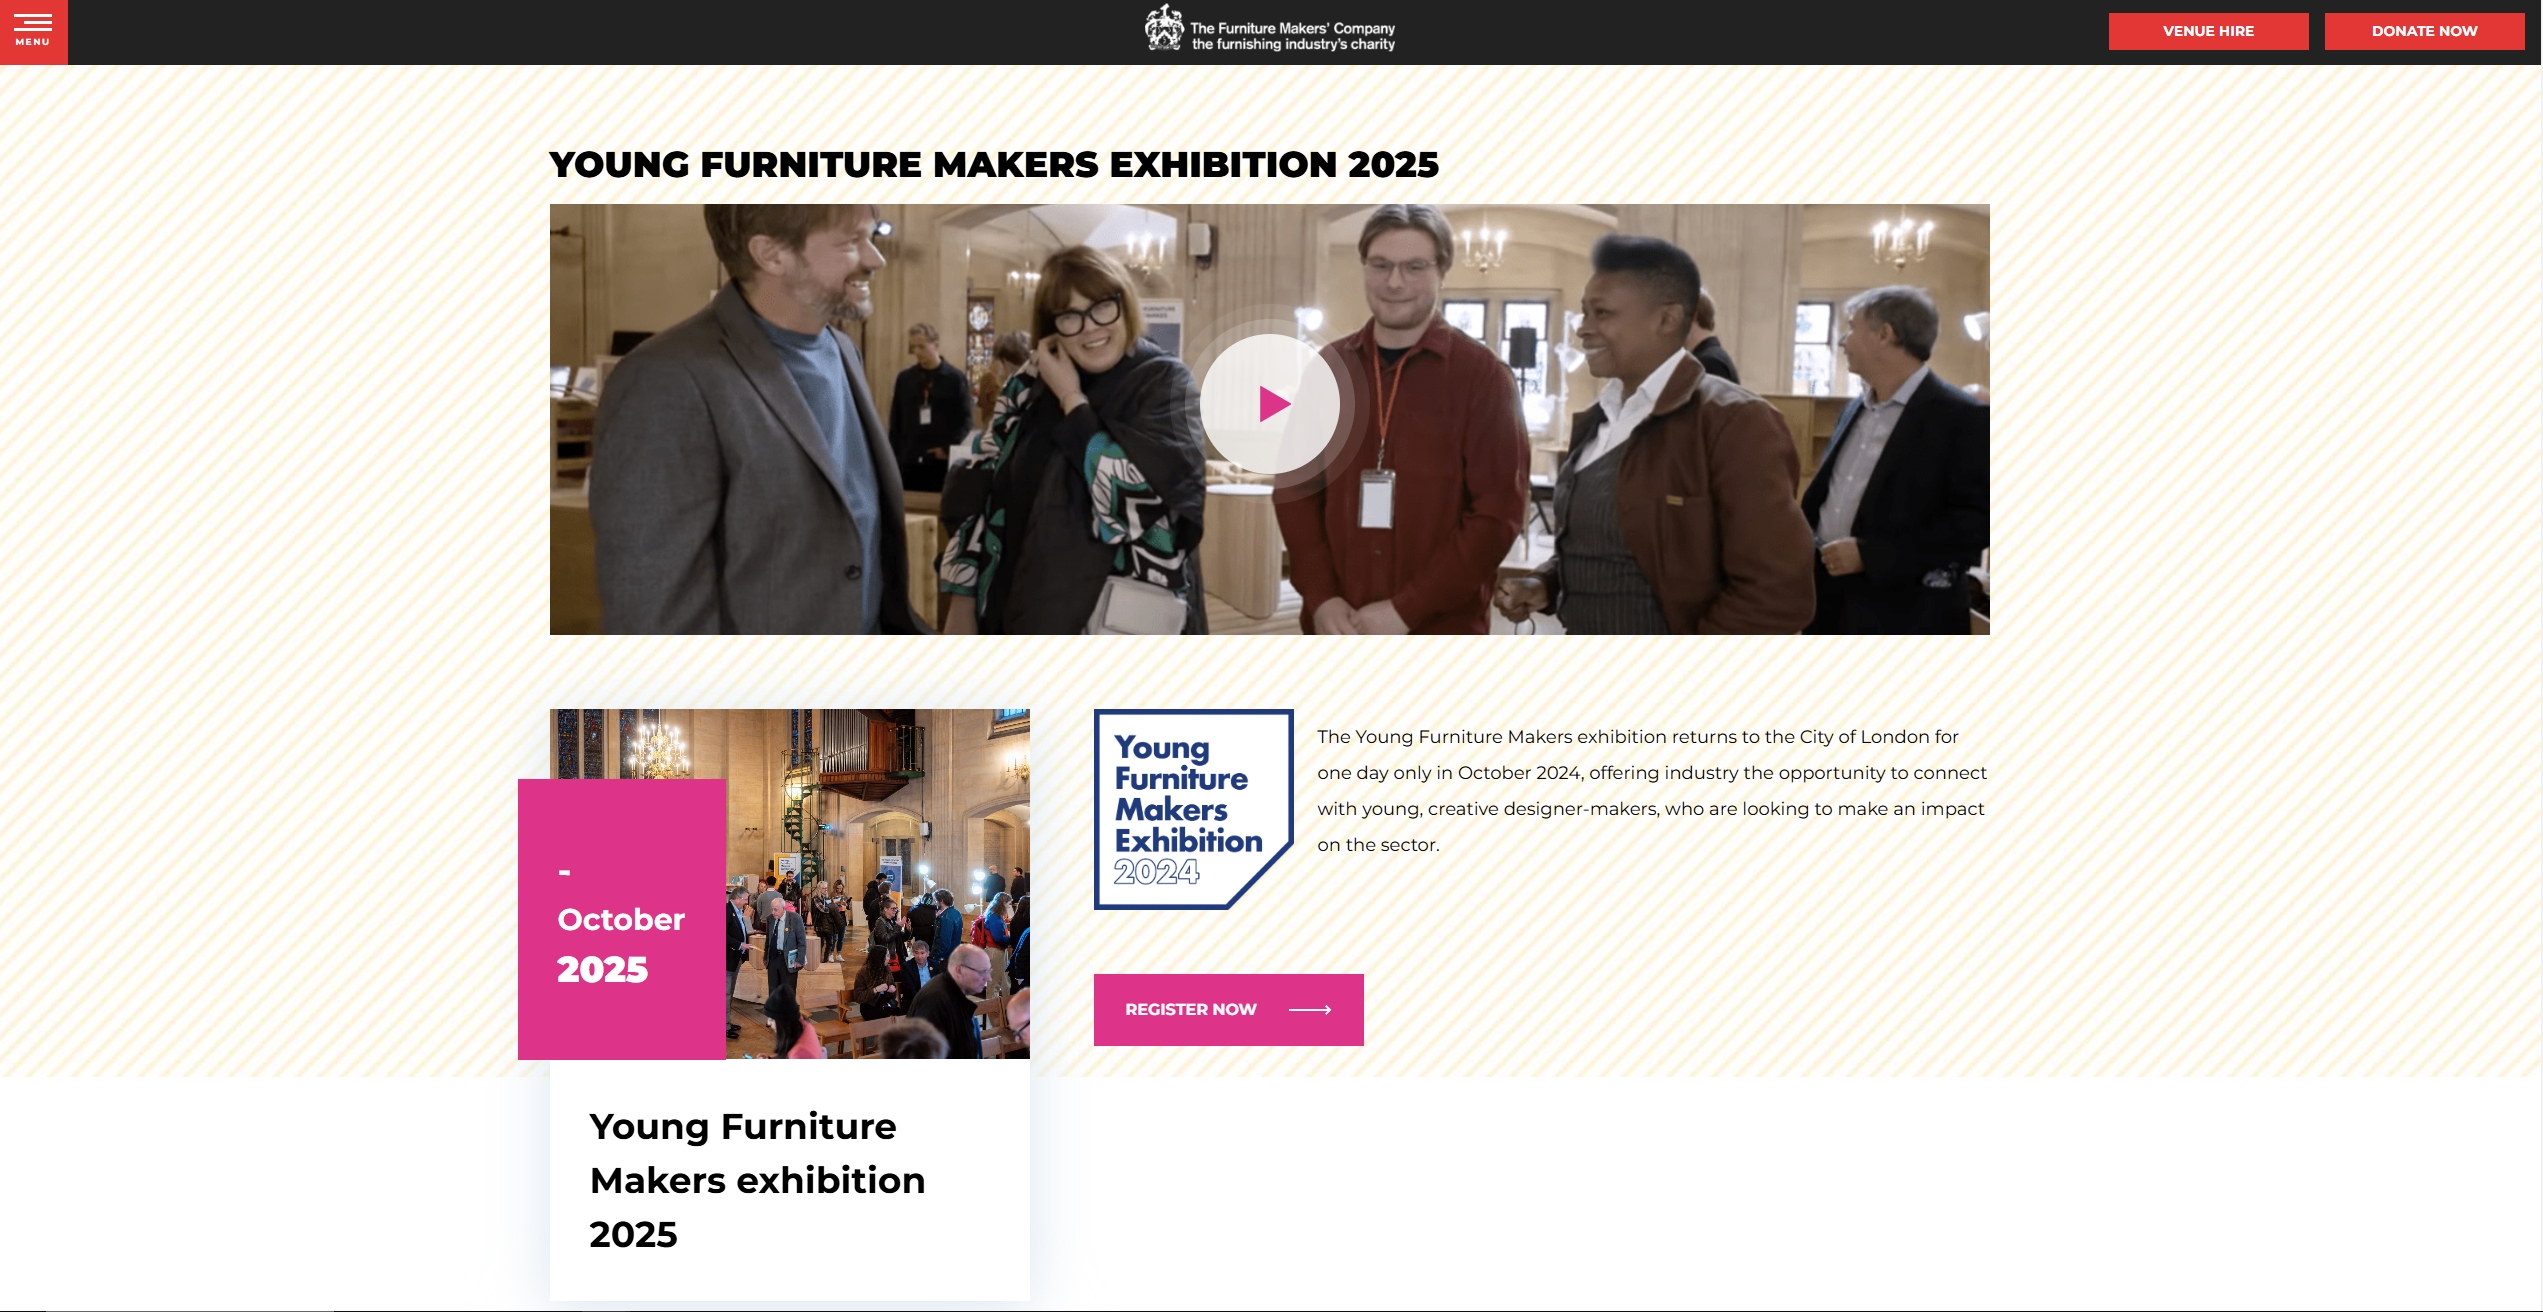 MENU
The Furniture Makers' Company
the furnishing industry's charity
VENUE HIRE
DONATE NOW
YOUNG FURNITURE MAKERS EXHIBITION 2025
-
October
2025
Young
Furniture
Makers
Exhibition
2024
The Young Furniture Makers exhibition returns to the City of London for
one day only in October 2024, offering industry the opportunity to connect
with young, creative designer-makers, who are looking to make an impact
on the sector.
REGISTER NOW
Young Furniture
Makers exhibition
2025